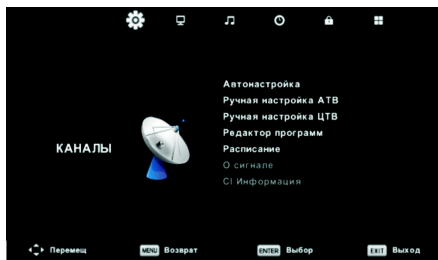 Автонастройка
Ручная настройка АТВ
Ручная настройка ЦТВ
Редактор программ
КАНАЛЫ
Расписание
О сигнале
CI Информация
Перемещ MENU Возврат ENTER Выбор EXIT Выход